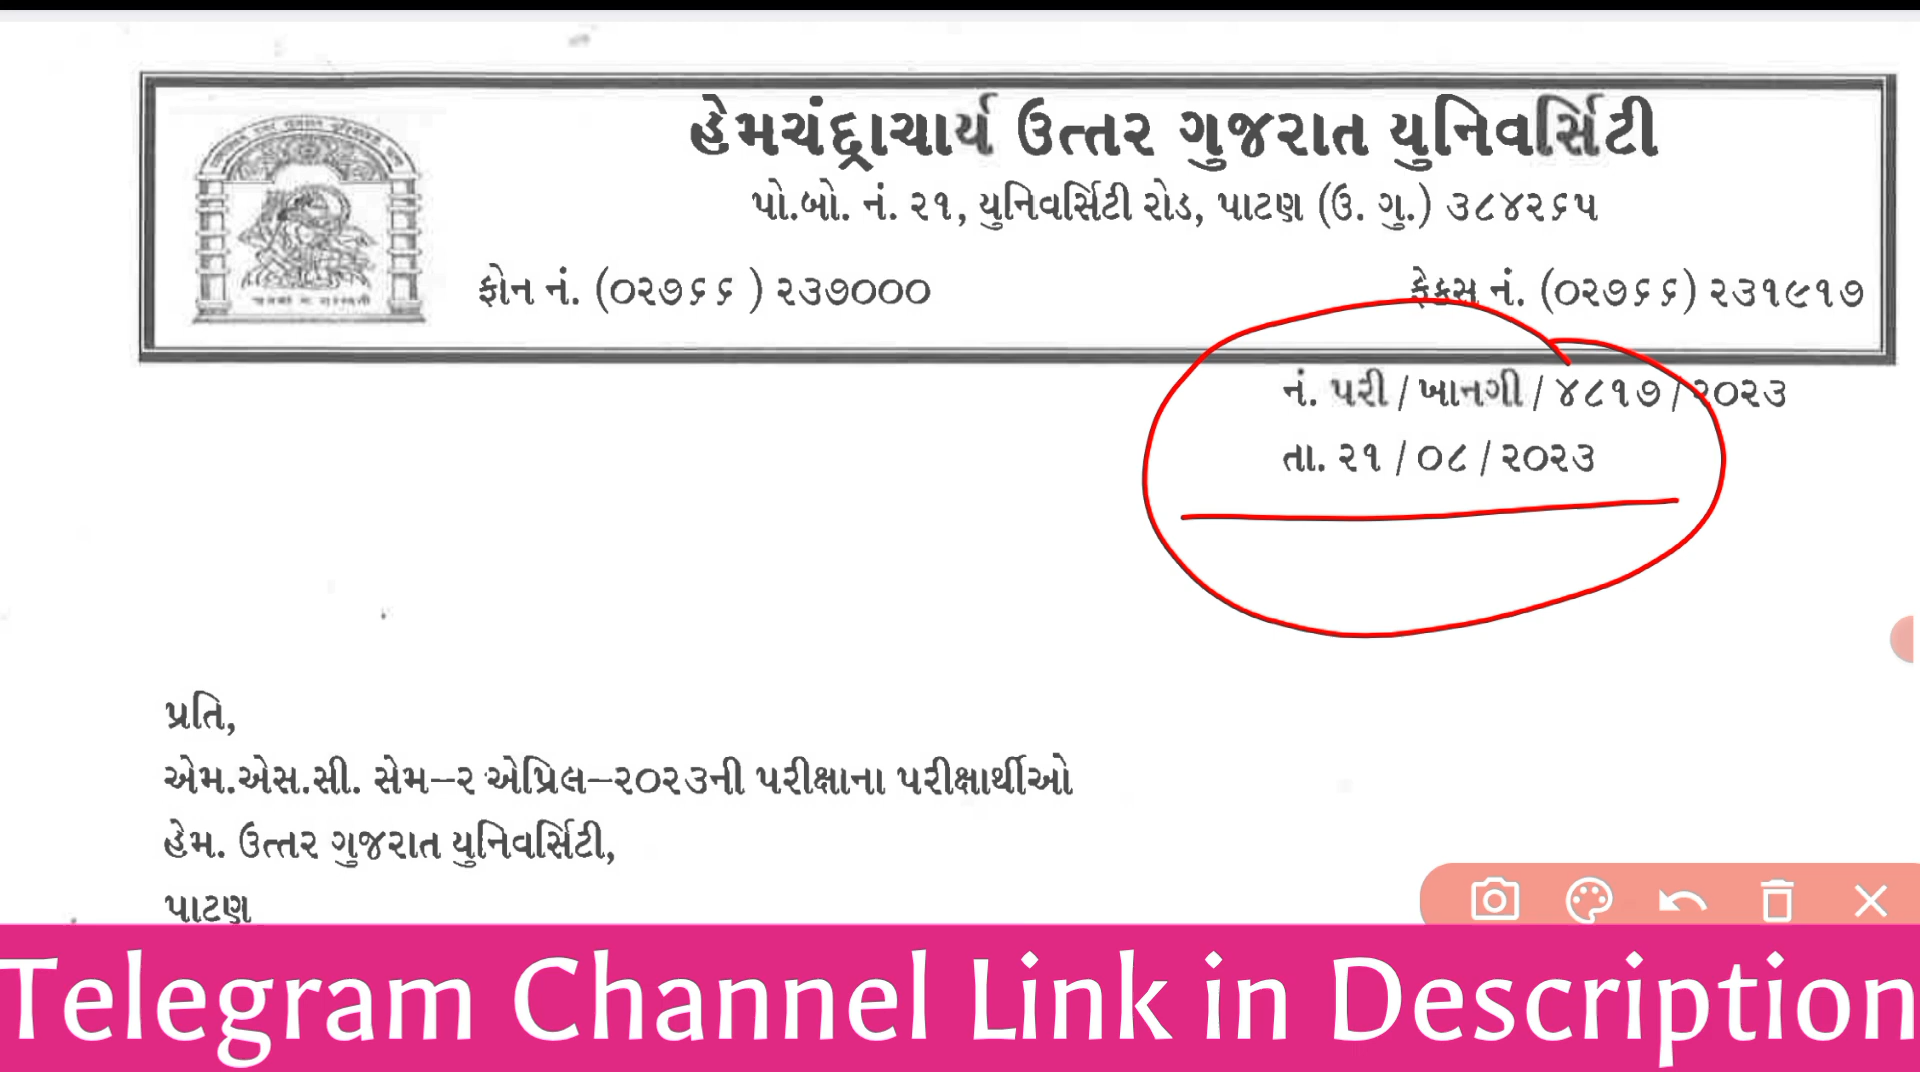 હેમચંદ્રાચાર્ય ઉત્તર ગુજરાત યુનિવર્સિટી
પો.બો. નં. ૨૧, યુનિવર્સિટી રોડ, પાટણ (ઉ. ગુ.) ૩૮૪૨૬૫
ફોન નં. (૦૨૭૬૬ ) ૨૩૭૦૦૦ ફેકસ નં. (૦૨૭૬૬) ૨૩૧૯૧૭
નં. પરી / ખાનગી / ૪૮૧૭ / ૨૦૨૩
તા. ૨૧ / ૦૮ / ૨૦૨૩
પ્રતિ,
એમ.એસ.સી. સેમ–૨ એપ્રિલ–૨૦૨૩ની પરીક્ષાના પરીક્ષાર્થીઓ
હેમ. ઉત્તર ગુજરાત યુનિવર્સિટી,
પાટણ
Telegram Channel Link in Description